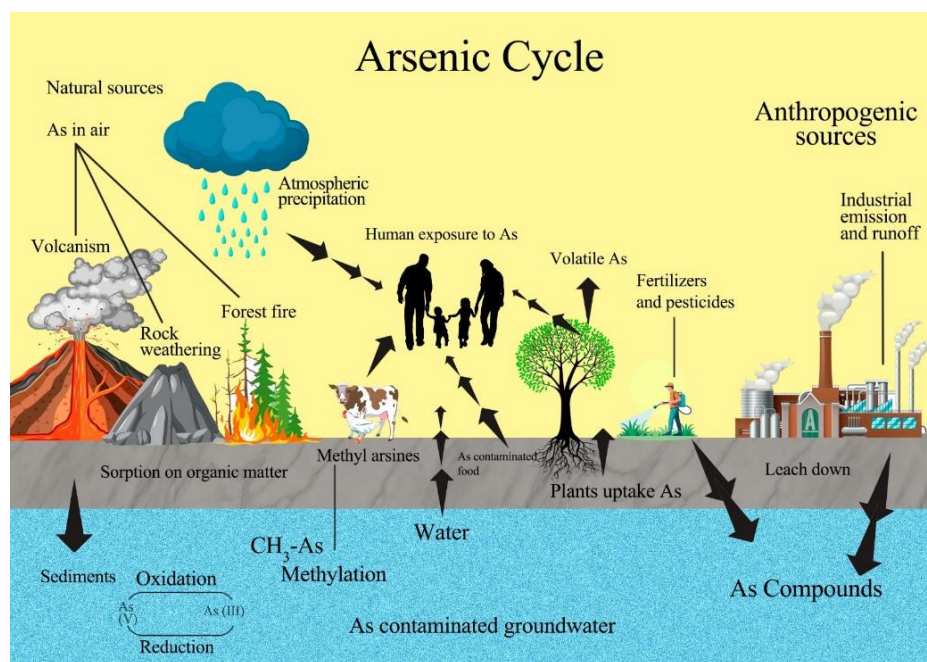 Arsenic Cycle
Natural sources
As in air
Anthropogenic
sources
Atmospheric
precipitation
Industrial
emission
and runoff
Human exposure to As
Volcanism
Volatile As
Fertilizers
and pesticides
Forest fire
Rock
weathering
Sorption on organic matter
Methyl arsines
As contaminated
food
Plants uptake As
Leach down
Water
CH₃-As
Methylation
Sediments
Oxidation
As
(V)
As (III)
Reduction
As Compounds
As contaminated groundwater